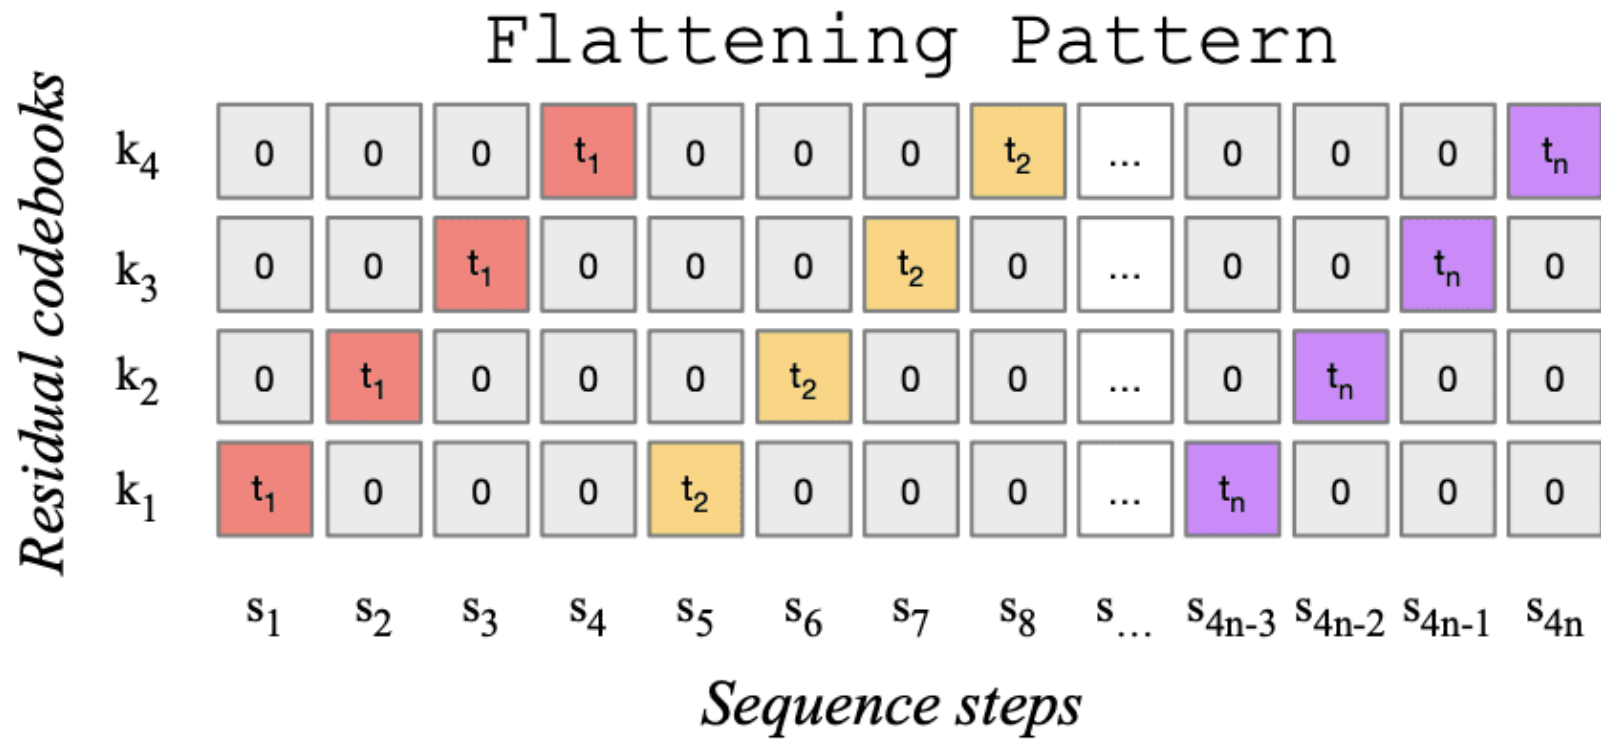 Flattening Pattern
Residual codebooks
k4 0 0 0 t1 0 0 0 t2 ... 0 0 0 tn
k3 0 0 t1 0 0 0 t2 0 ... 0 0 tn 0
k2 0 t1 0 0 0 t2 0 0 ... 0 tn 0 0
k1 t1 0 0 0 t2 0 0 0 ... tn 0 0 0
s1 s2 s3 s4 s5 s6 s7 s8 s... s4n-3 s4n-2 s4n-1 s4n
Sequence steps